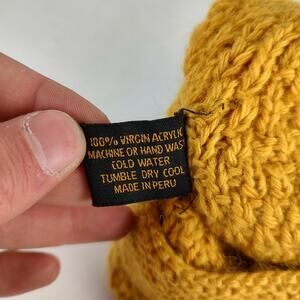 100% VIRGIN ACRYLIC
MACHINE OR HAND WASH
COLD WATER
TUMBLE DRY COOL
MADE IN PERU